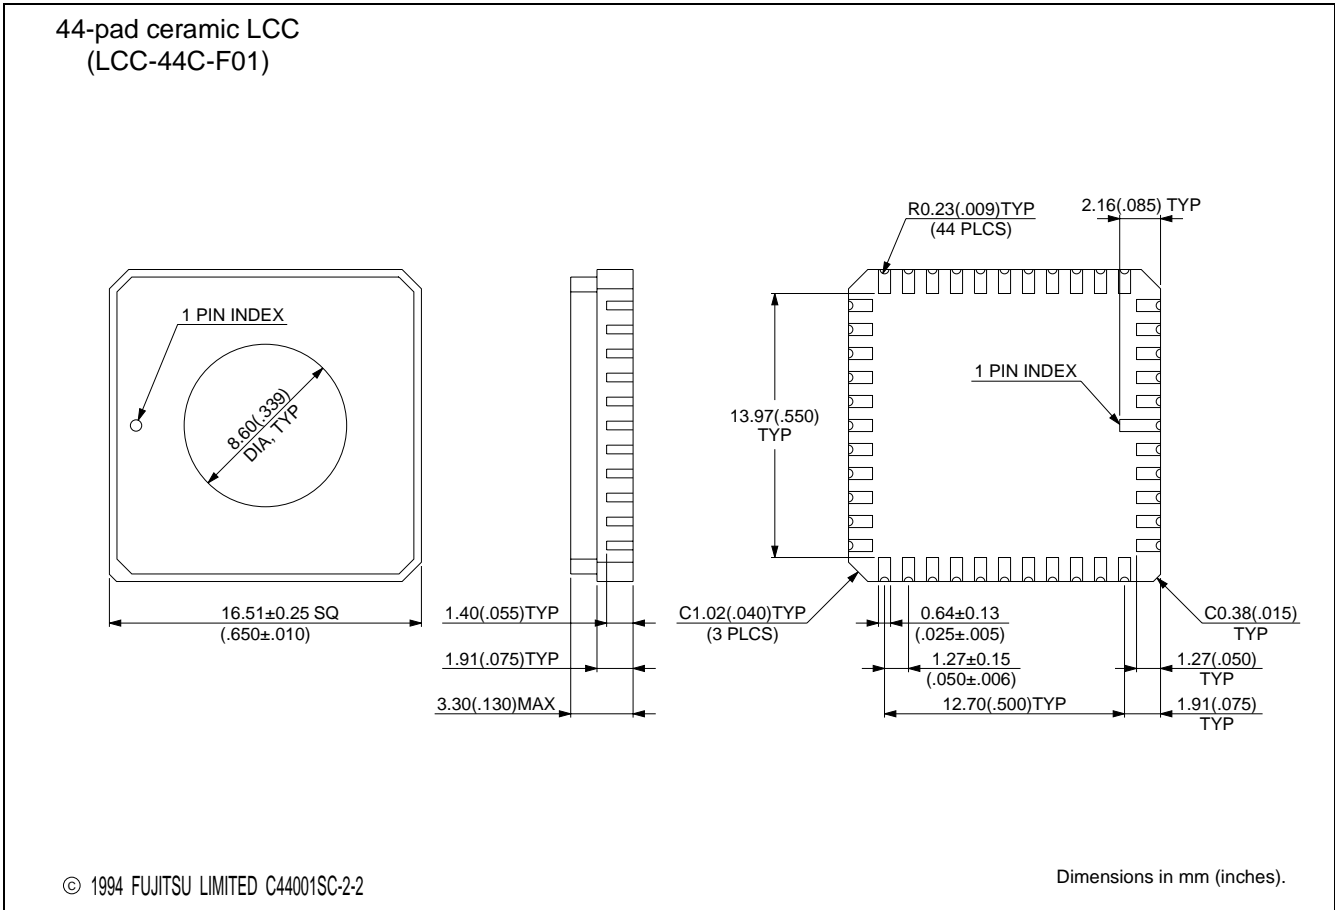 44-pad ceramic LCC
(LCC-44C-F01)
R0.23(.009)TYP
(44 PLCS)
2.16(.085) TYP
1 PIN INDEX
8.60(.339)
DIA, TYP
1 PIN INDEX
13.97(.550)
TYP
16.51±0.25 SQ
(.650±.010)
1.40(.055)TYP
1.91(.075)TYP
3.30(.130)MAX
C1.02(.040)TYP
(3 PLCS)
0.64±0.13
(.025±.005)
C0.38(.015)
TYP
1.27±0.15
(.050±.006)
1.27(.050)
TYP
12.70(.500)TYP
1.91(.075)
TYP
© 1994 FUJITSU LIMITED C44001SC-2-2
Dimensions in mm (inches).